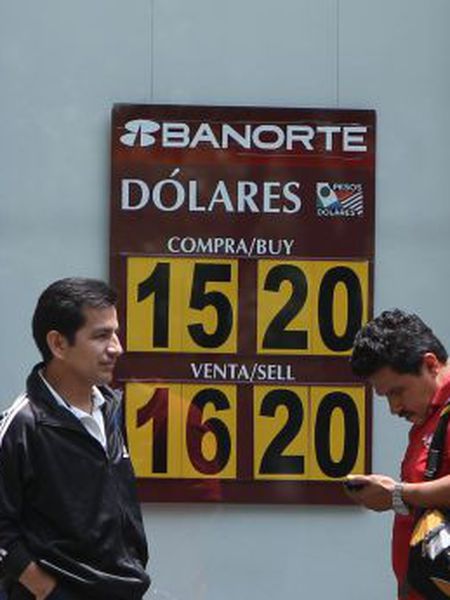 BANORTE
DÓLARES
PESOS
DÓLARES
COMPRA/BUY
15 20
VENTA/SELL
16 20